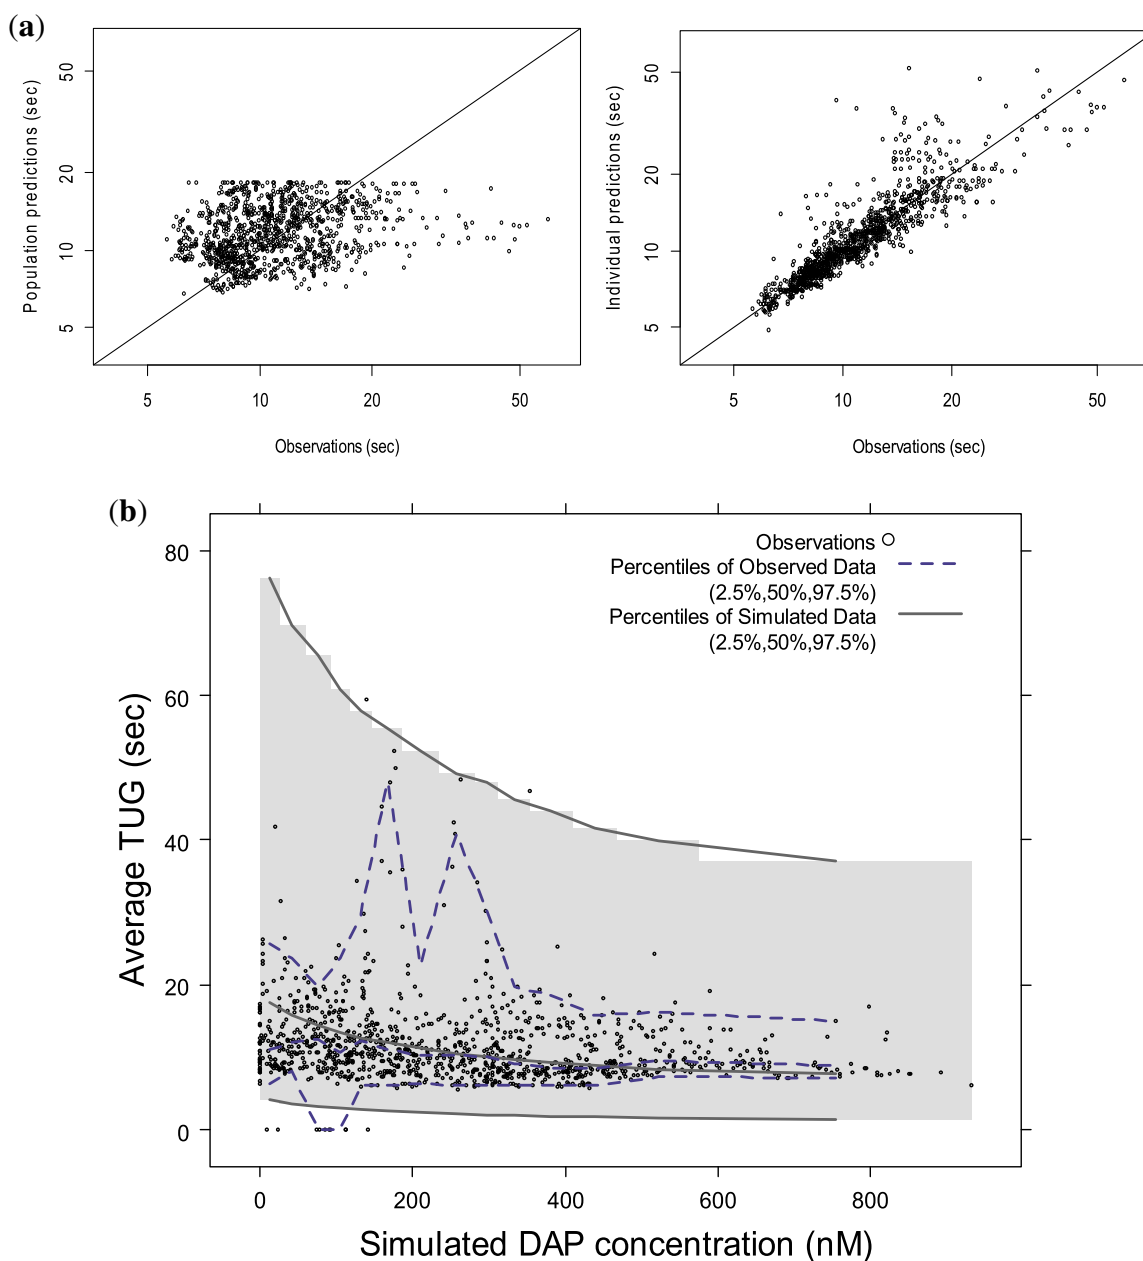 (a)
Population predictions (sec)
50
20
10
5
5 10 20 50
Observations (sec)
Individual predictions (sec)
50
20
10
5
5 10 20 50
Observations (sec)
(b)
Average TUG (sec)
80
60
40
20
0
Observations
Percentiles of Observed Data
(2.5%,50%,97.5%)
Percentiles of Simulated Data
(2.5%,50%,97.5%)
0 200 400 600 800
Simulated DAP concentration (nM)